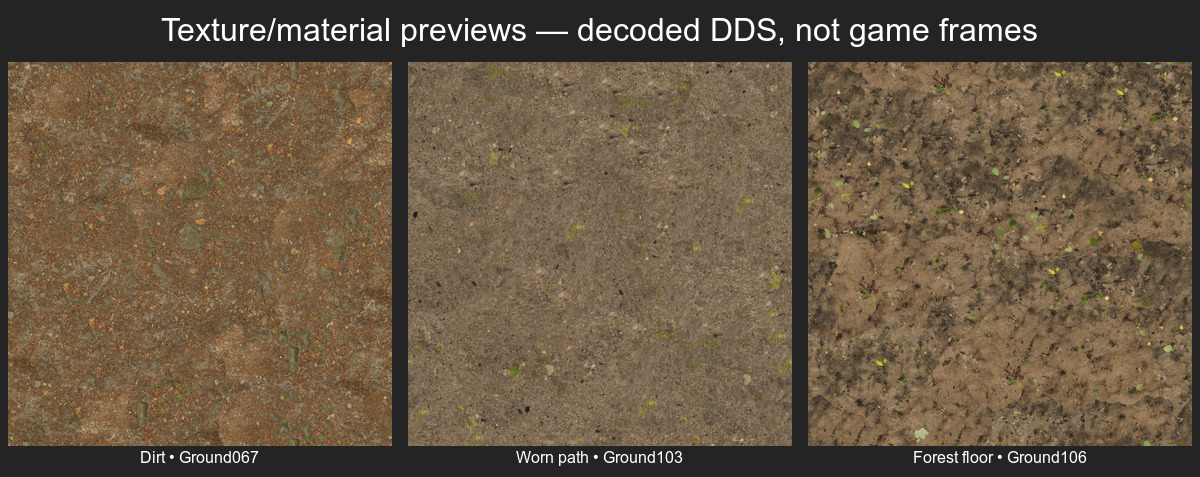 Texture/material previews — decoded DDS, not game frames
Dirt • Ground067
Worn path • Ground103
Forest floor • Ground106